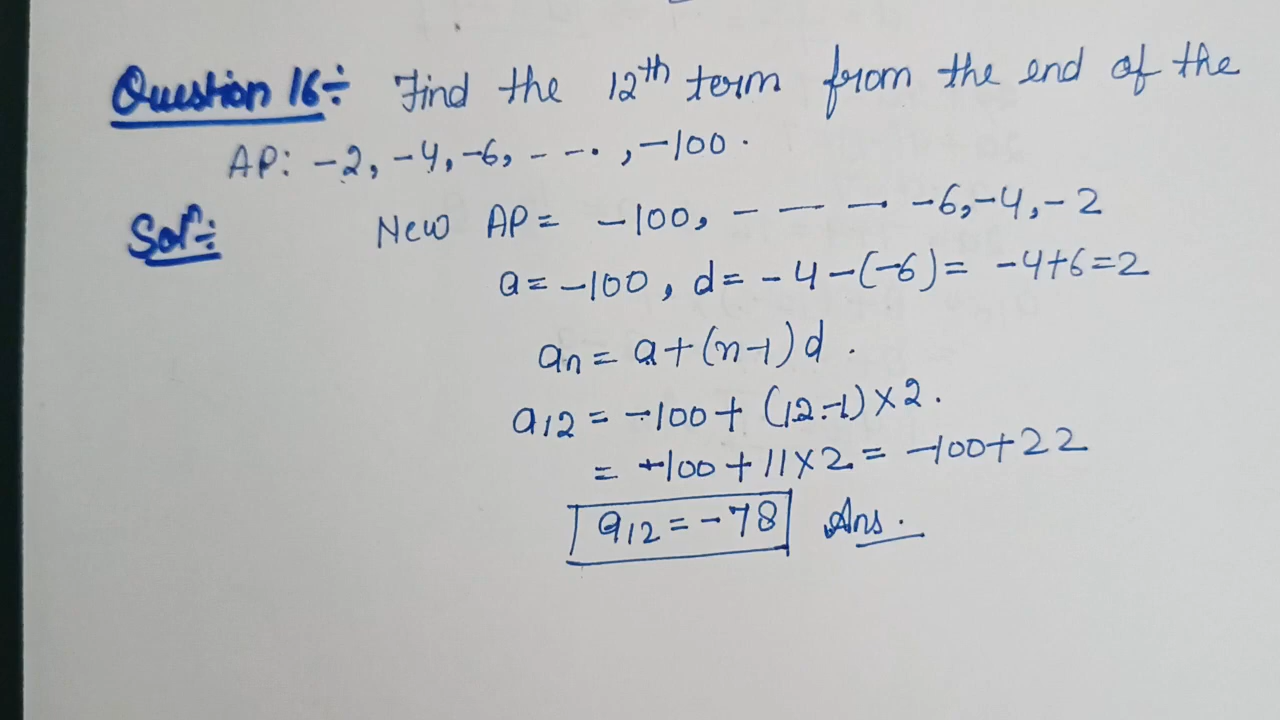 Question 16÷ Find the 12th term from the end of the
AP: -2, -4, -6, - - - . , -100 .
Solⁿ÷ New AP = -100, - — — — -6, -4, -2
a = -100, d = -4 -(-6) = -4+6=2
an = a + (n-1)d .
a12 = -100 + (12-1) × 2 .
= -100 + 11×2 = -100+22
a12 = -78 Ans .